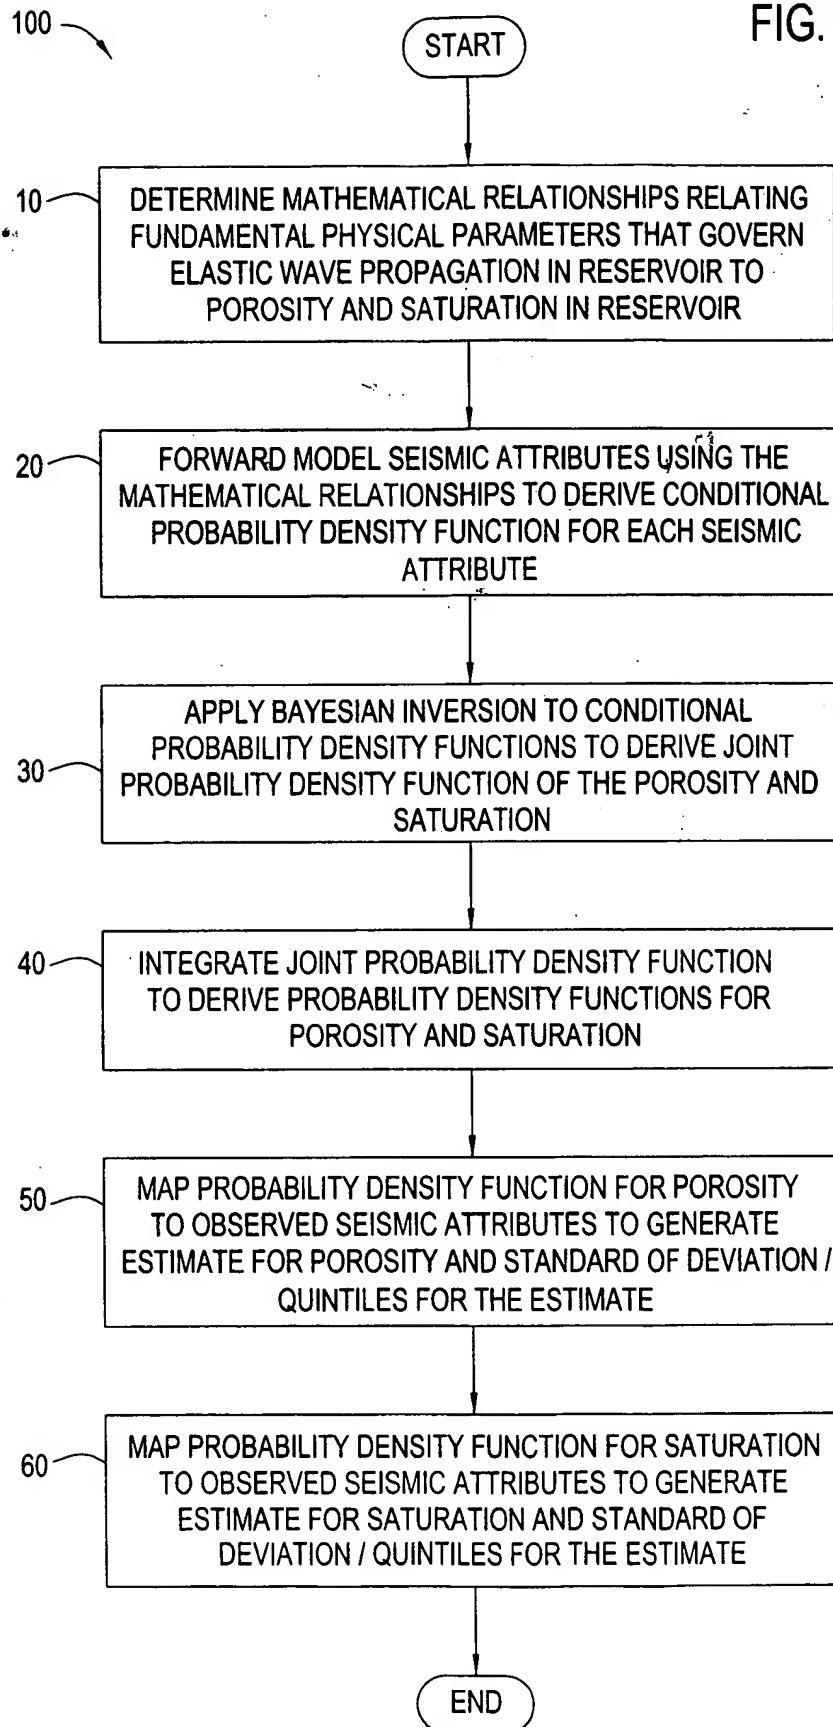 100
FIG.
START
10
DETERMINE MATHEMATICAL RELATIONSHIPS RELATING
FUNDAMENTAL PHYSICAL PARAMETERS THAT GOVERN
ELASTIC WAVE PROPAGATION IN RESERVOIR TO
POROSITY AND SATURATION IN RESERVOIR
20
FORWARD MODEL SEISMIC ATTRIBUTES USING THE
MATHEMATICAL RELATIONSHIPS TO DERIVE CONDITIONAL
PROBABILITY DENSITY FUNCTION FOR EACH SEISMIC
ATTRIBUTE
30
APPLY BAYESIAN INVERSION TO CONDITIONAL
PROBABILITY DENSITY FUNCTIONS TO DERIVE JOINT
PROBABILITY DENSITY FUNCTION OF THE POROSITY AND
SATURATION
40
INTEGRATE JOINT PROBABILITY DENSITY FUNCTION
TO DERIVE PROBABILITY DENSITY FUNCTIONS FOR
POROSITY AND SATURATION
50
MAP PROBABILITY DENSITY FUNCTION FOR POROSITY
TO OBSERVED SEISMIC ATTRIBUTES TO GENERATE
ESTIMATE FOR POROSITY AND STANDARD OF DEVIATION /
QUINTILES FOR THE ESTIMATE
60
MAP PROBABILITY DENSITY FUNCTION FOR SATURATION
TO OBSERVED SEISMIC ATTRIBUTES TO GENERATE
ESTIMATE FOR SATURATION AND STANDARD OF
DEVIATION / QUINTILES FOR THE ESTIMATE
END